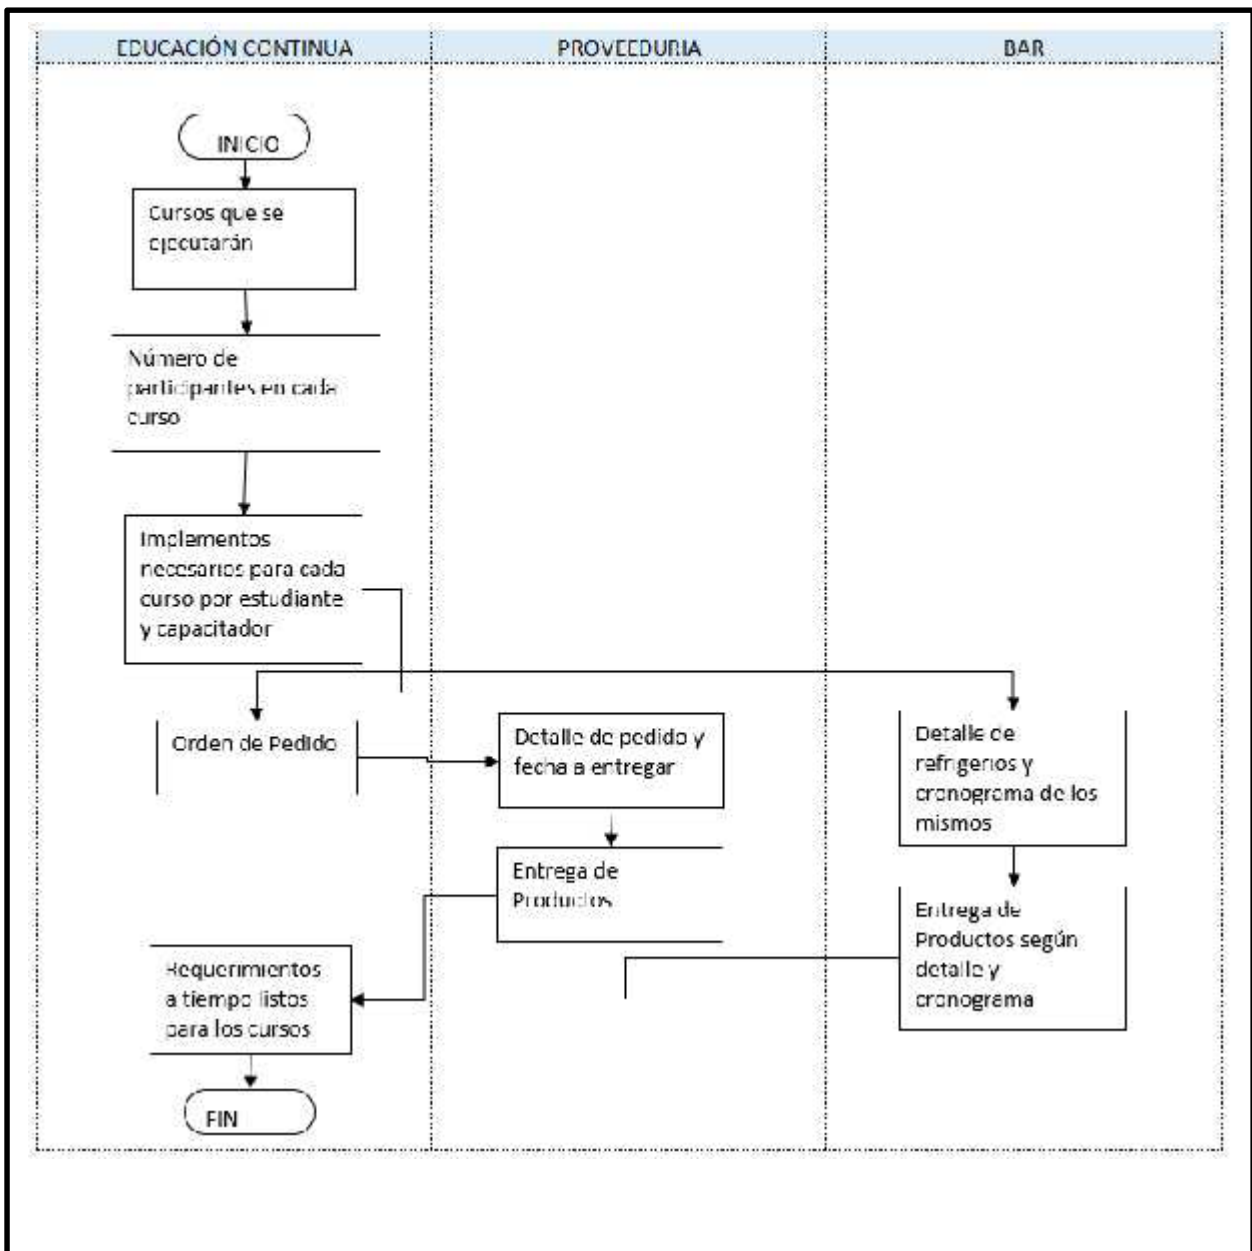 EDUCACIÓN CONTINUA
PROVEEDURIA
BAR
INICIO
Cursos que se
ejecutarán
Número de
participantes en cada
curso
Implementos
necesarios para cada
curso por estudiante
y capacitador
Orden de Pedido
Detalle de pedido y
fecha a entregar
Detalle de
refrigerios y
cronograma de los
mismos
Entrega de
Productos
Entrega de
Productos según
detalle y
cronograma
Requerimientos
a tiempo listos
para los cursos
FIN